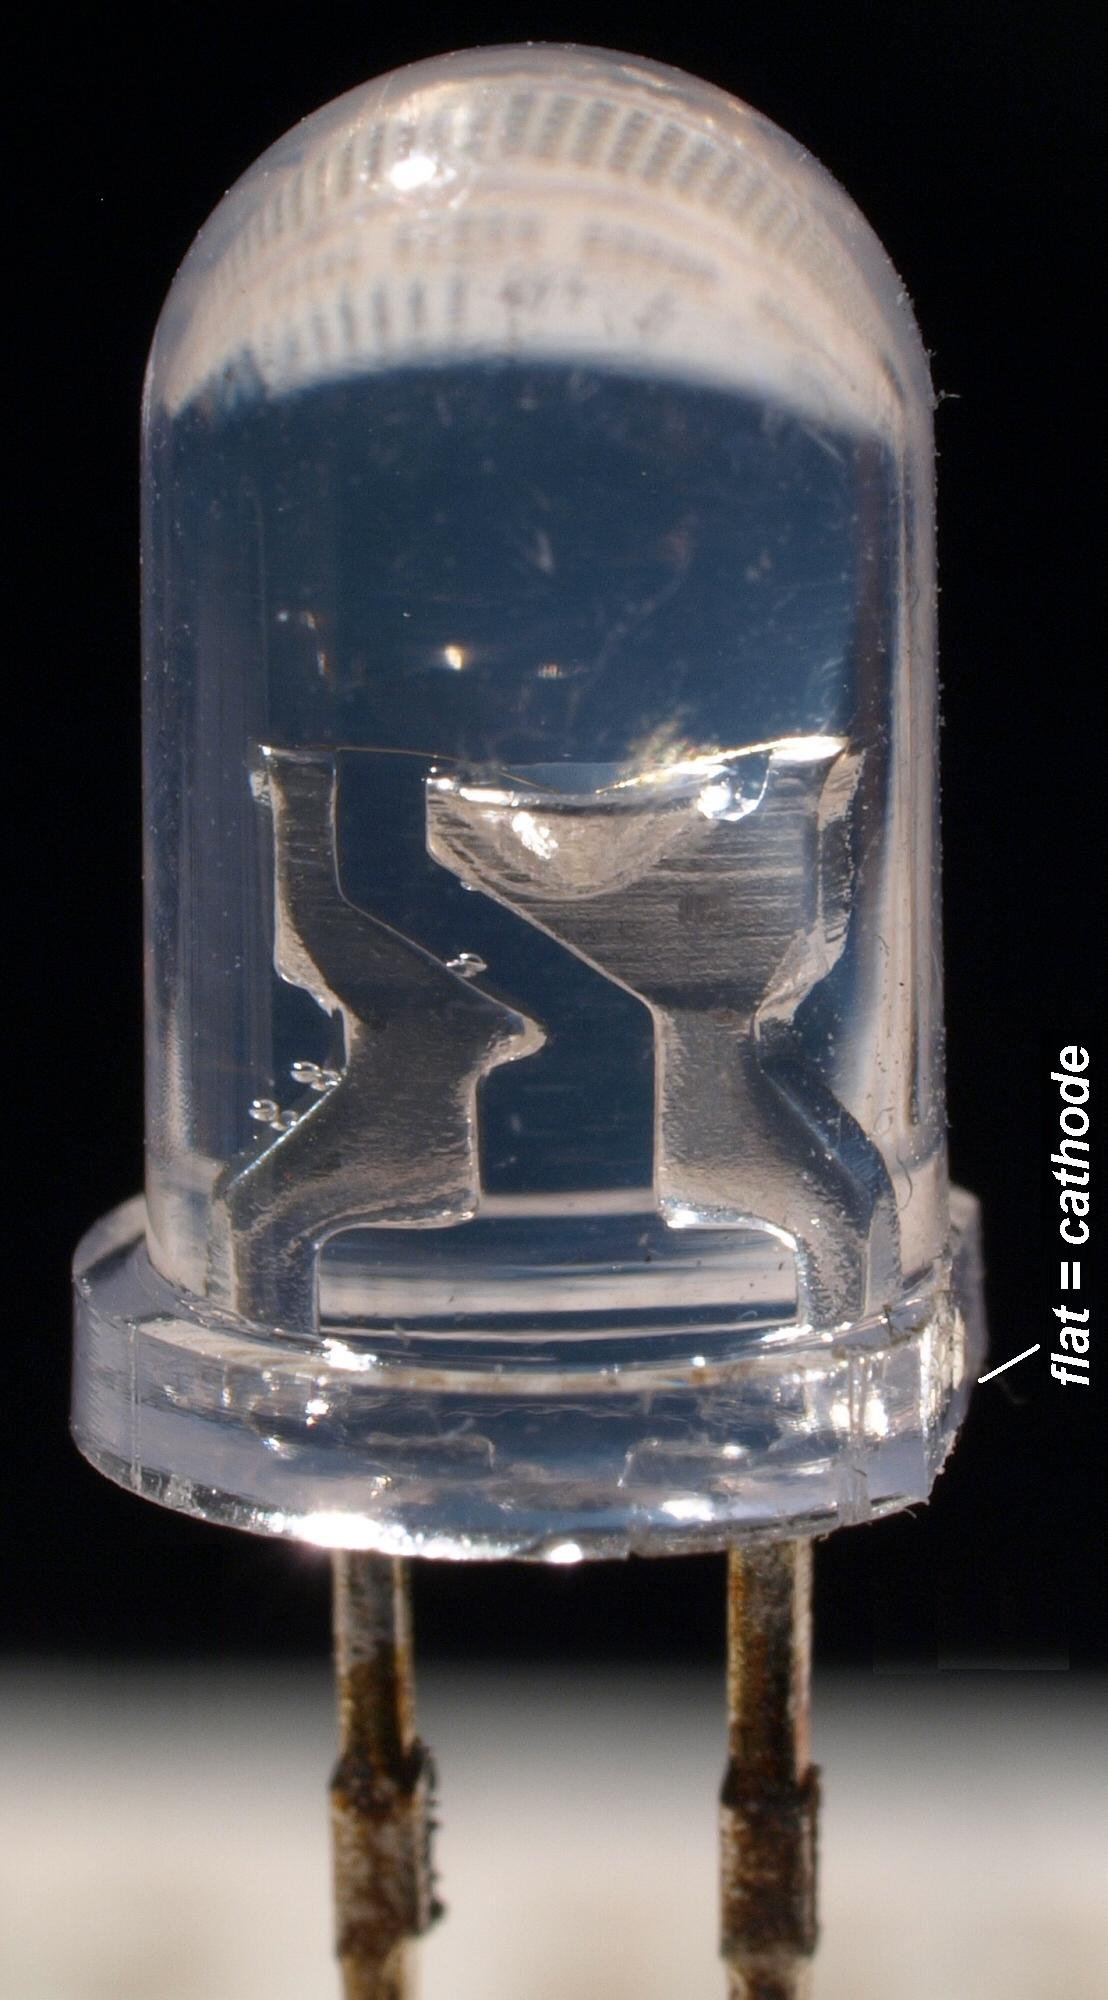 flat = cathode